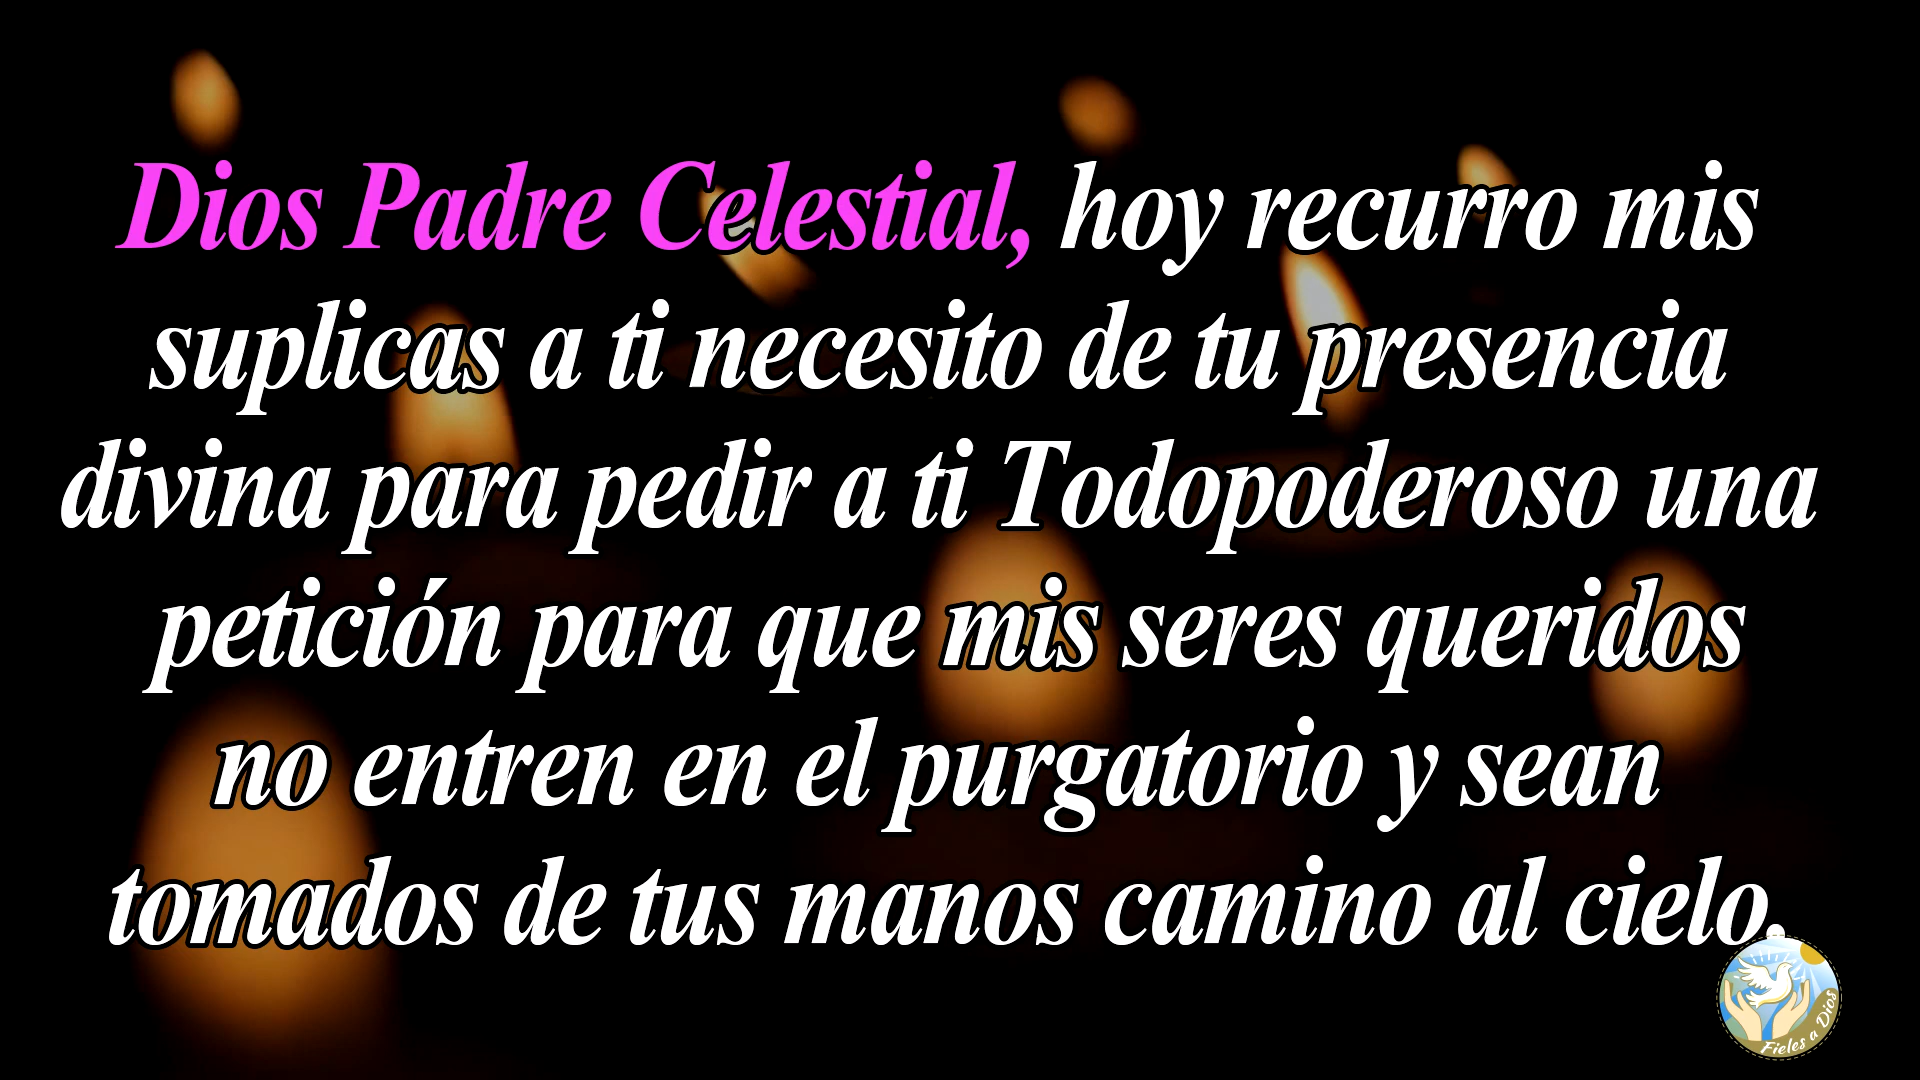 Dios Padre Celestial, hoy recurro mis
suplicas a ti necesito de tu presencia
divina para pedir a ti Todopoderoso una
petición para que mis seres queridos
no entren en el purgatorio y sean
tomados de tus manos camino al cielo.
Fieles a Dios